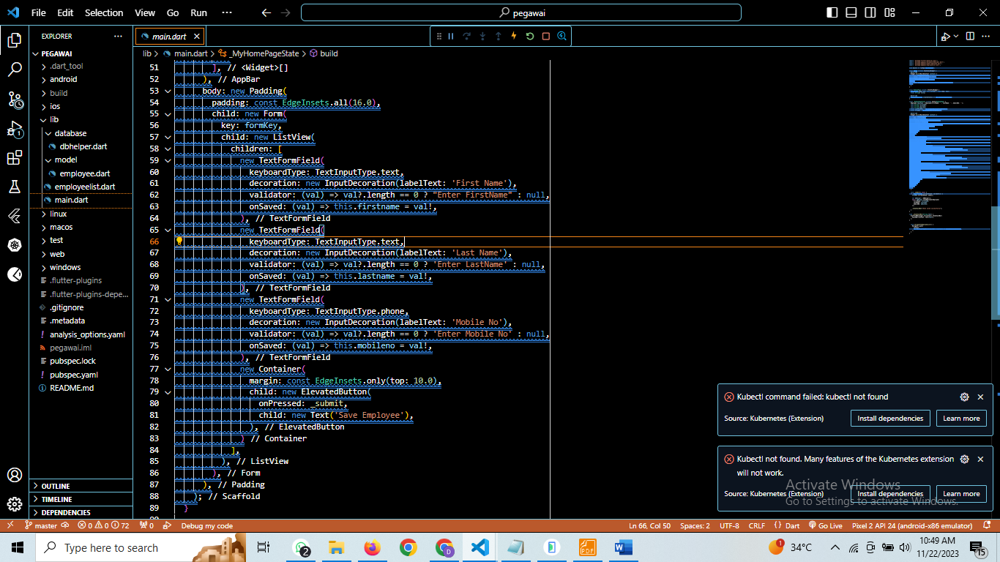 File Edit Selection View Go Run ···
pegawai
EXPLORER ···
PEGAWAI
.dart_tool
android
build
ios
lib
database
dbhelper.dart
model
employee.dart
employeelist.dart
main.dart
linux
macos
test
web
windows
.flutter-plugins
.flutter-plugins-depe...
.gitignore
.metadata
analysis_options.yaml
pegawai.iml
pubspec.lock
pubspec.yaml
README.md
OUTLINE
TIMELINE
DEPENDENCIES
main.dart
lib > main.dart > _MyHomePageState > build
51 ], // <Widget>[]
52 ), // AppBar
53 body: new Padding(
54 padding: const EdgeInsets.all(16.0),
55 child: new Form(
56 key: formKey,
57 child: new ListView(
58 children: [
59 new TextFormField(
60 keyboardType: TextInputType.text,
61 decoration: new InputDecoration(labelText: 'First Name'),
62 validator: (val) => val?.length == 0 ? "Enter FirstName" : null,
63 onSaved: (val) => this.firstname = val!,
64 ), // TextFormField
65 new TextFormField(
66 keyboardType: TextInputType.text,
67 decoration: new InputDecoration(labelText: 'Last Name'),
68 validator: (val) => val?.length == 0 ? 'Enter LastName' : null,
69 onSaved: (val) => this.lastname = val!,
70 ), // TextFormField
71 new TextFormField(
72 keyboardType: TextInputType.phone,
73 decoration: new InputDecoration(labelText: 'Mobile No'),
74 validator: (val) => val?.length == 0 ? 'Enter Mobile No' : null,
75 onSaved: (val) => this.mobileno = val!,
76 ), // TextFormField
77 new Container(
78 margin: const EdgeInsets.only(top: 10.0),
79 child: new ElevatedButton(
80 onPressed: _submit,
81 child: new Text('Save Employee'),
82 ), // ElevatedButton
83 ) // Container
84 ],
85 ), // ListView
86 ), // Form
87 ), // Padding
88 ); // Scaffold
89 }
Kubectl command failed: kubectl not found
Source: Kubernetes (Extension) Install dependencies Learn more
Kubectl not found. Many features of the Kubernetes extension
will not work.
Source: Kubernetes (Extension) Install dependencies Learn more
Activate Windows
Go to Settings to activate Windows.
master 0 0 72 0 Debug my code Ln 66, Col 50 Spaces: 2 UTF-8 CRLF Dart Go Live Pixel 2 API 24 (android-x86 emulator)
Type here to search
2
D
PDF
W
1
34°C
10:49 AM
11/22/2023
15